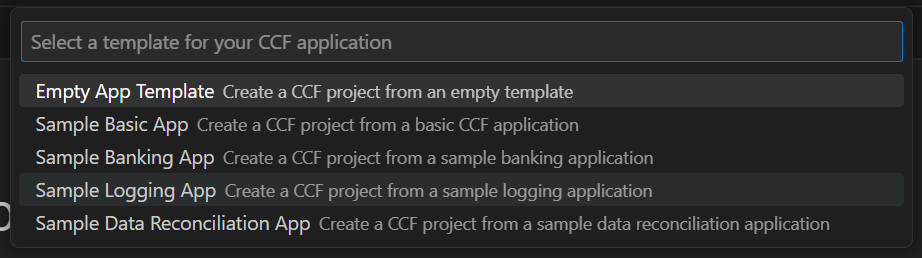 Select a template for your CCF application
Empty App Template Create a CCF project from an empty template
Sample Basic App Create a CCF project from a basic CCF application
Sample Banking App Create a CCF project from a sample banking application
Sample Logging App Create a CCF project from a sample logging application
Sample Data Reconciliation App Create a CCF project from a sample data reconciliation application